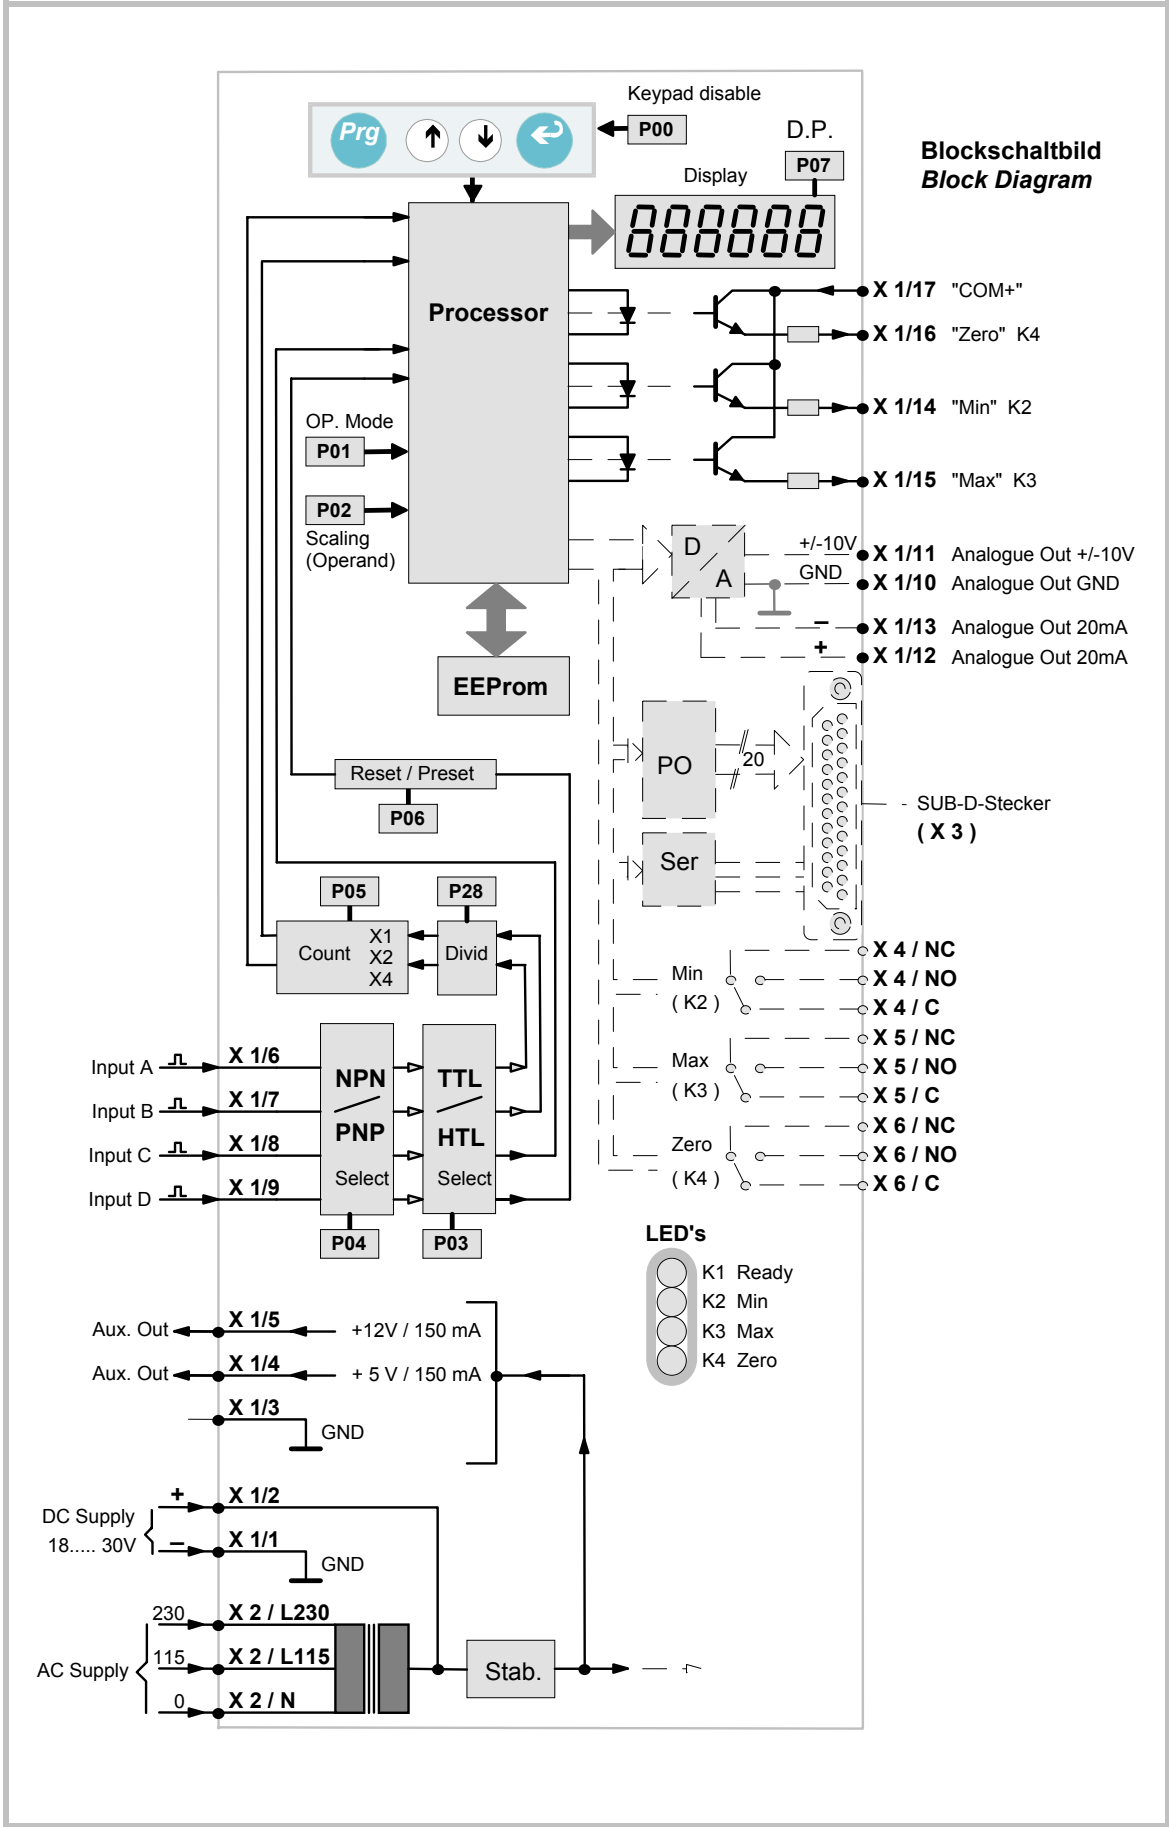 Keypad disable
Prg
P00
D.P.
P07
Blockschaltbild
Block Diagram
Display
888888
Processor
X 1/17 "COM+"
X 1/16 "Zero" K4
X 1/14 "Min" K2
X 1/15 "Max" K3
OP. Mode
P01
P02
Scaling
(Operand)
D
A
+/-10V
GND
X 1/11 Analogue Out +/-10V
X 1/10 Analogue Out GND
– X 1/13 Analogue Out 20mA
+ X 1/12 Analogue Out 20mA
EEProm
PO
20
Reset / Preset
P06
SUB-D-Stecker
( X 3 )
Ser
P05
P28
Count
X1
X2
X4
Divid
X 4 / NC
Min
X 4 / NO
( K2 )
X 4 / C
X 5 / NC
Max
X 5 / NO
( K3 )
X 5 / C
X 6 / NC
Zero
X 6 / NO
( K4 )
X 6 / C
Input A X 1/6
Input B X 1/7
Input C X 1/8
Input D X 1/9
NPN
PNP
Select
TTL
HTL
Select
P04
P03
LED's
K1 Ready
K2 Min
K3 Max
K4 Zero
Aux. Out X 1/5 +12V / 150 mA
Aux. Out X 1/4 + 5 V / 150 mA
X 1/3
GND
+ X 1/2
DC Supply
18..... 30V
– X 1/1
GND
230 X 2 / L230
AC Supply
115 X 2 / L115
0 X 2 / N
Stab.